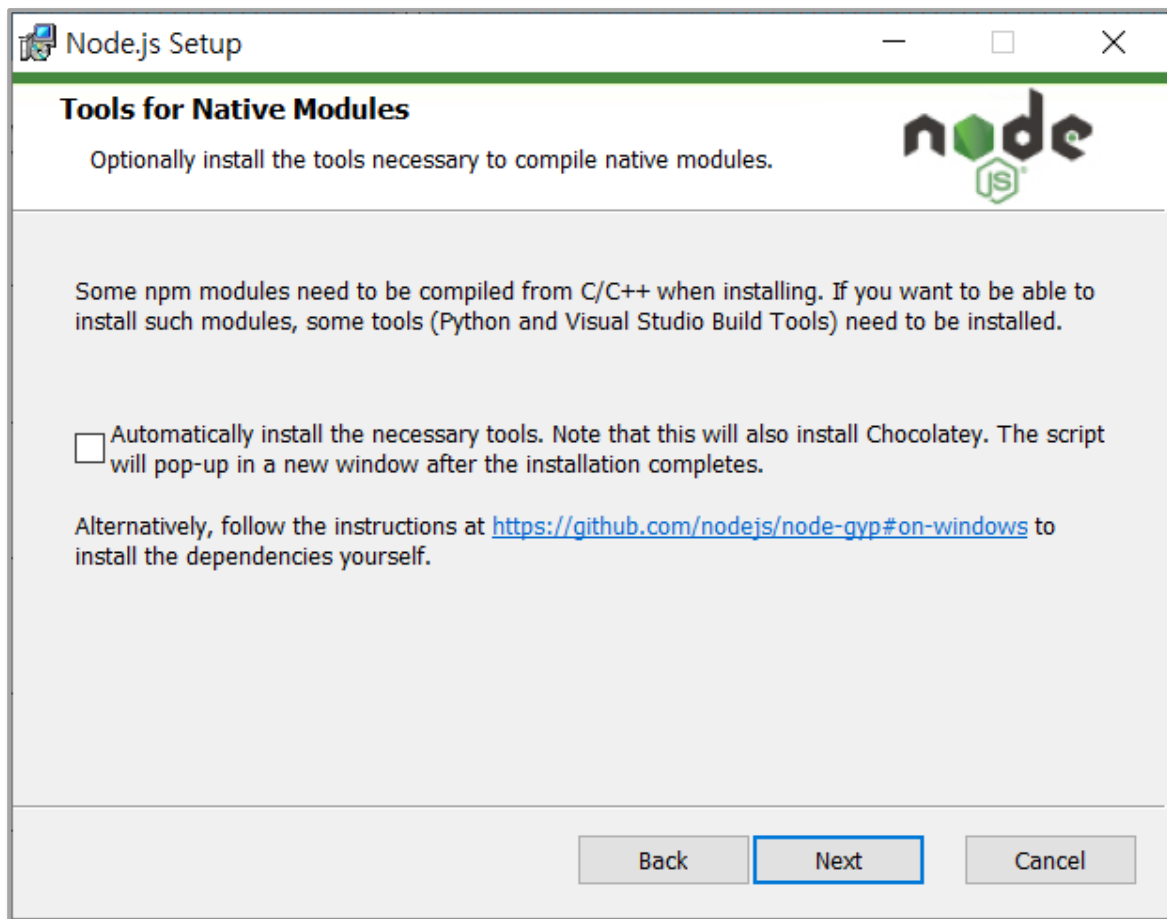 Node.js Setup
Tools for Native Modules
Optionally install the tools necessary to compile native modules.
node
JS
Some npm modules need to be compiled from C/C++ when installing. If you want to be able to
install such modules, some tools (Python and Visual Studio Build Tools) need to be installed.
Automatically install the necessary tools. Note that this will also install Chocolatey. The script
will pop-up in a new window after the installation completes.
Alternatively, follow the instructions at https://github.com/nodejs/node-gyp#on-windows to
install the dependencies yourself.
Back
Next
Cancel